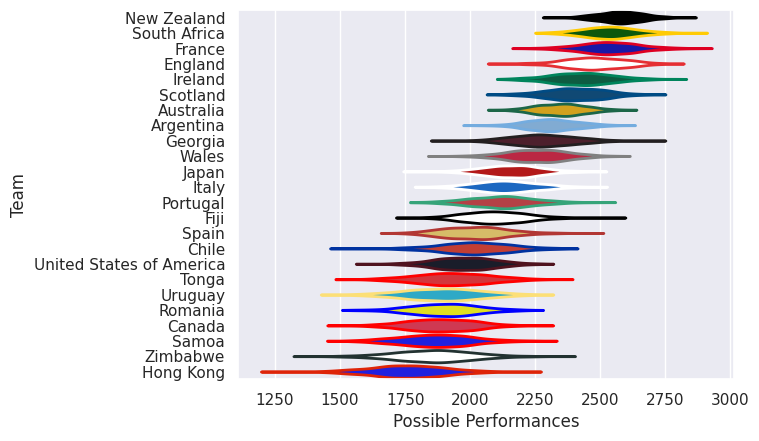 New Zealand
South Africa
France
England
Ireland
Scotland
Australia
Argentina
Georgia
Wales
Japan
Italy
Portugal
Fiji
Spain
Chile
United States of America
Tonga
Uruguay
Romania
Canada
Samoa
Zimbabwe
Hong Kong
Team
1250 1500 1750 2000 2250 2500 2750 3000
Possible Performances